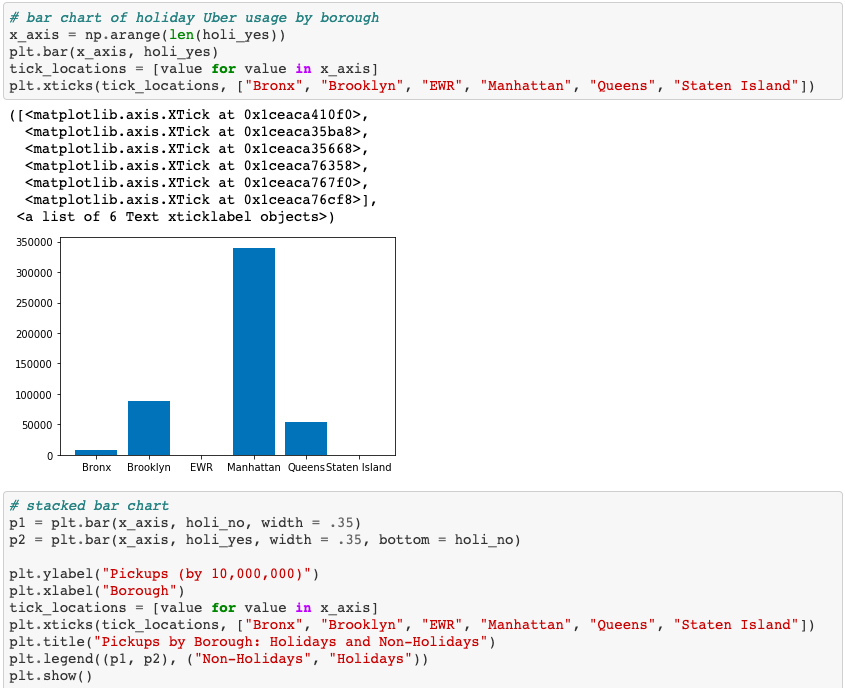 # bar chart of holiday Uber usage by borough
x_axis = np.arange(len(holi_yes))
plt.bar(x_axis, holi_yes)
tick_locations = [value for value in x_axis]
plt.xticks(tick_locations, ["Bronx", "Brooklyn", "EWR", "Manhattan", "Queens", "Staten Island"])
([<matplotlib.axis.XTick at 0x1ceaca410f0>,
<matplotlib.axis.XTick at 0x1ceaca35ba8>,
<matplotlib.axis.XTick at 0x1ceaca35668>,
<matplotlib.axis.XTick at 0x1ceaca76358>,
<matplotlib.axis.XTick at 0x1ceaca767f0>,
<matplotlib.axis.XTick at 0x1ceaca76cf8>],
<a list of 6 Text xticklabel objects>)
350000
300000
250000
200000
150000
100000
50000
0
Bronx Brooklyn EWR Manhattan Queens Staten Island
# stacked bar chart
p1 = plt.bar(x_axis, holi_no, width = .35)
p2 = plt.bar(x_axis, holi_yes, width = .35, bottom = holi_no)
plt.ylabel("Pickups (by 10,000,000)")
plt.xlabel("Borough")
tick_locations = [value for value in x_axis]
plt.xticks(tick_locations, ["Bronx", "Brooklyn", "EWR", "Manhattan", "Queens", "Staten Island"])
plt.title("Pickups by Borough: Holidays and Non-Holidays")
plt.legend((p1, p2), ("Non-Holidays", "Holidays"))
plt.show()